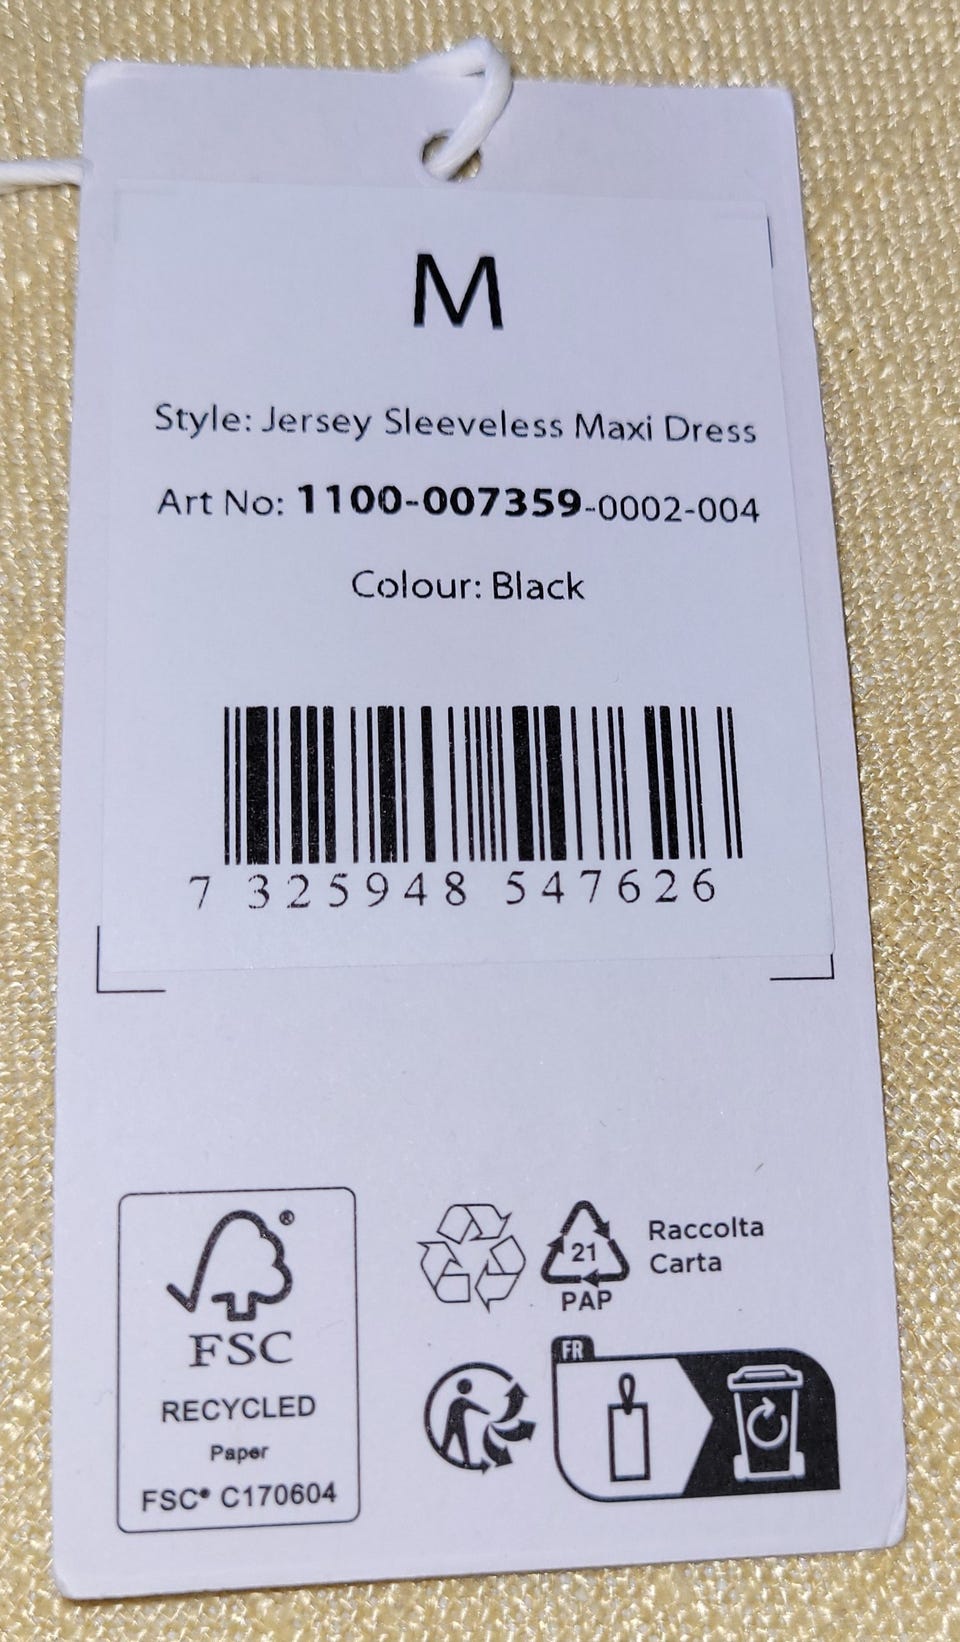 M
Style: Jersey Sleeveless Maxi Dress
Art No: 1100-007359-0002-004
Colour: Black
7 325948 547626
®
FSC
RECYCLED
Paper
FSC® C170604
21
PAP
Raccolta
Carta
FR